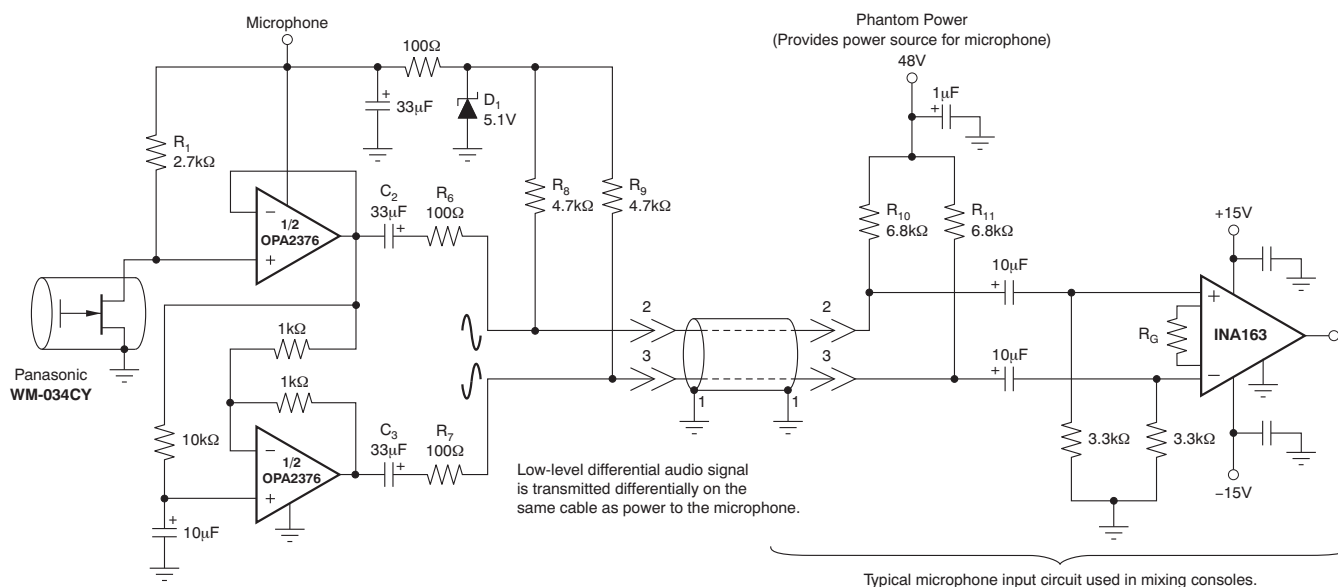 Microphone
100Ω
+
33μF
D1
5.1V
R1
2.7kΩ
−
1/2
OPA2376
+
C2
33μF
+
R6
100Ω
R8
4.7kΩ
R9
4.7kΩ
Panasonic
WM-034CY
1kΩ
1kΩ
10kΩ
−
1/2
OPA2376
+
C3
33μF
+
R7
100Ω
+
10μF
2
3
1
2
3
1
Low-level differential audio signal
is transmitted differentially on the
same cable as power to the microphone.
Phantom Power
(Provides power source for microphone)
48V
1μF
+
R10
6.8kΩ
R11
6.8kΩ
10μF
+
10μF
+
+15V
+
RG
INA163
−
3.3kΩ
3.3kΩ
−15V
Typical microphone input circuit used in mixing consoles.